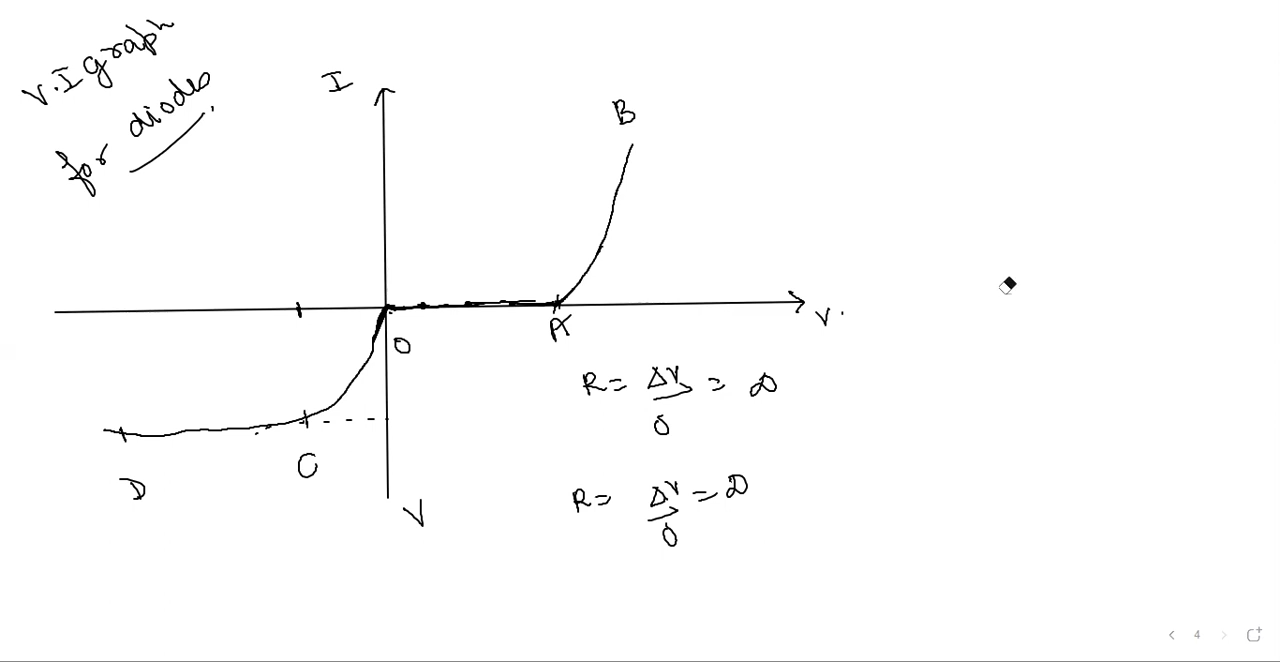 V.I graph
for diodes
I
B
V.
O
A
R = ΔV/0 = ∞
C
D
R = ΔV/0 = ∞
V
4